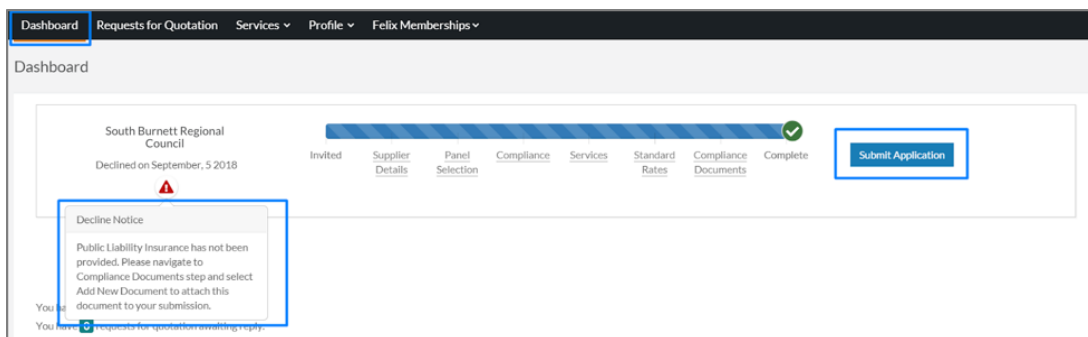 Dashboard Requests for Quotation Services Profile Felix Memberships
Dashboard
South Burnett Regional
Council
Declined on September, 5 2018
Invited Supplier Details Panel Selection Compliance Services Standard Rates Compliance Documents Complete
Submit Application
Decline Notice
Public Liability Insurance has not been
provided. Please navigate to
Compliance Documents step and select
Add New Document to attach this
document to your submission.
You
You have 0 requests for quotation awaiting reply.